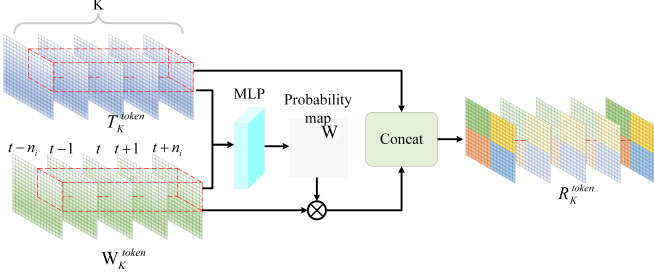 K
T_K^token
MLP
Probability
map
W
Concat
t-n_i t-1 t t+1 t+n_i
W_K^token
R_K^token